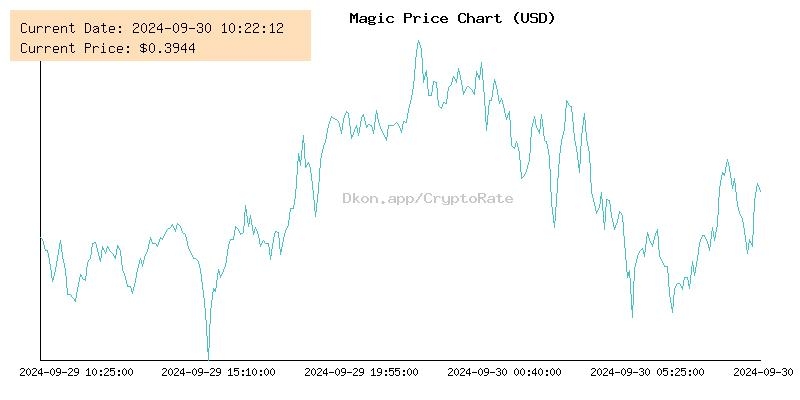 Magic Price Chart (USD)
Current Date: 2024-09-30 10:22:12
Current Price: $0.3944
Dkon.app/CryptoRate
2024-09-29 10:25:00 2024-09-29 15:10:00 2024-09-29 19:55:00 2024-09-30 00:40:00 2024-09-30 05:25:00 2024-09-30